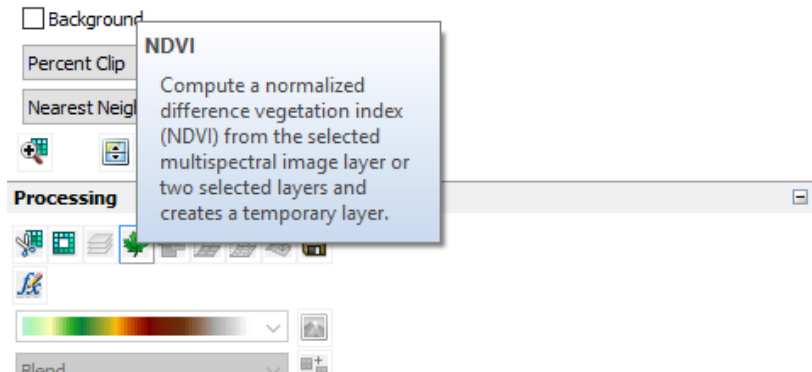 Background
NDVI
Percent Clip
Compute a normalized
Nearest Neig
difference vegetation index
(NDVI) from the selected
multispectral image layer or
two selected layers and
creates a temporary layer.
Processing
Blend